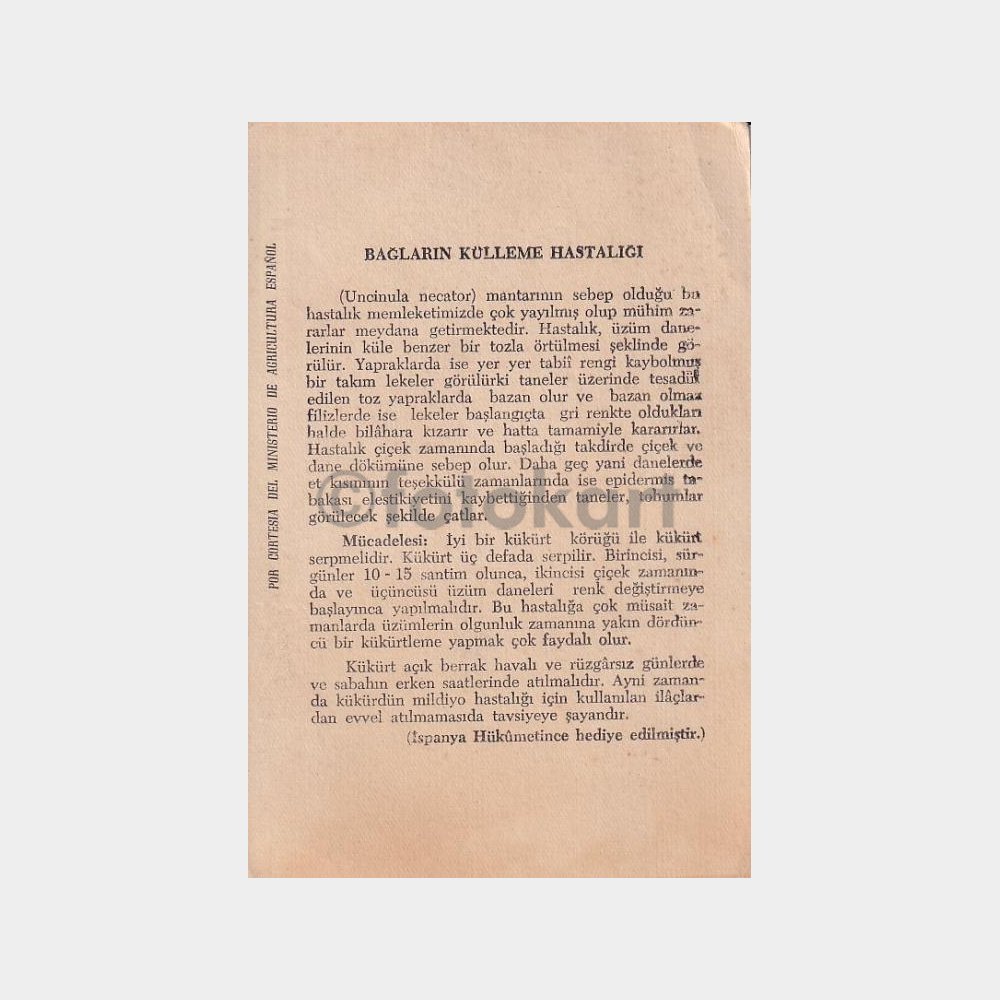 BAĞLARIN KÜLLEME HASTALIĞI
(Uncinula necator) mantarının sebep olduğu bu
hastalık memleketimizde çok yayılmış olup mühim za-
rarlar meydana getirmektedir. Hastalık, üzüm dane-
lerinin küle benzer bir tozla örtülmesi şeklinde gö-
rülür. Yapraklarda ise yer yer tabiî rengi kaybolmuş
bir takım lekeler görülürki taneler üzerinde tesadüf
edilen toz yapraklarda bazan olur ve bazan olmaz
filizlerde ise lekeler başlangıçta gri renkte oldukları
halde bilâhara kızarır ve hatta tamamiyle kararırlar.
Hastalık çiçek zamanında başladığı takdirde çiçek ve
dane dökümüne sebep olur. Daha geç yani danelerde
et kısımının teşekkülü zamanlarında ise epidermis ta-
bakası elestikiyetini kaybettiğinden taneler, tohumlar
görülecek şekilde çatlar.
Mücadelesi: İyi bir kükürt körüğü ile kükürt
serpmelidir. Kükürt üç defada serpilir. Birincisi, sür-
günler 10 - 15 santim olunca, ikincisi çiçek zamanın-
da ve üçüncüsü üzüm daneleri renk değiştirmeye
başlayınca yapılmalıdır. Bu hastalığa çok müsait za-
manlarda üzümlerin olgunluk zamanına yakın dördün-
cü bir kükürtleme yapmak çok faydalı olur.
Kükürt açık berrak havalı ve rüzgârsız günlerde
ve sabahın erken saatlerinde atılmalıdır. Ayni zaman-
da kükürdün mildiyo hastalığı için kullanılan ilâçlar-
dan evvel atılmamasıda tavsiyeye şayandır.
(İspanya Hükûmetince hediye edilmiştir.)
POR CORTESIA DEL MINISTERIO DE AGRICULTURA ESPAÑOL
©fotokart